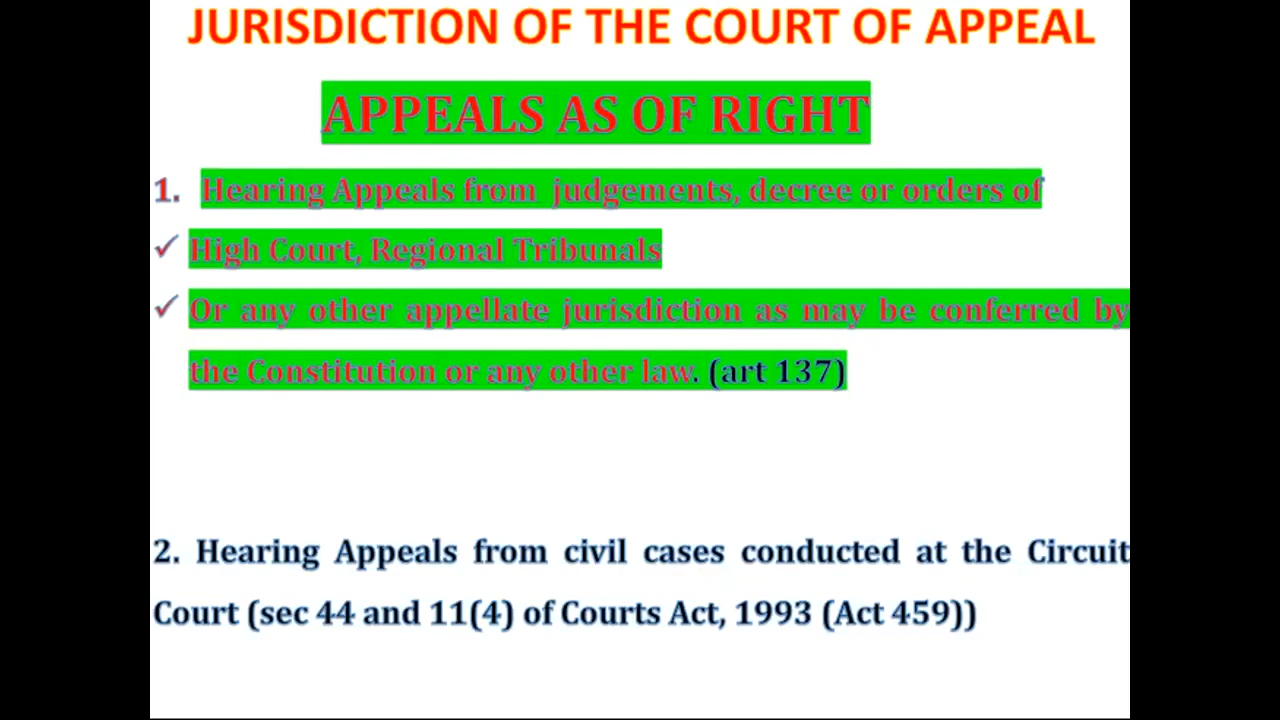 JURISDICTION OF THE COURT OF APPEAL
APPEALS AS OF RIGHT
1. Hearing Appeals from judgements, decree or orders of
✓ High Court, Regional Tribunals
✓ Or any other appellate jurisdiction as may be conferred by
the Constitution or any other law. (art 137)
2. Hearing Appeals from civil cases conducted at the Circuit
Court (sec 44 and 11(4) of Courts Act, 1993 (Act 459))